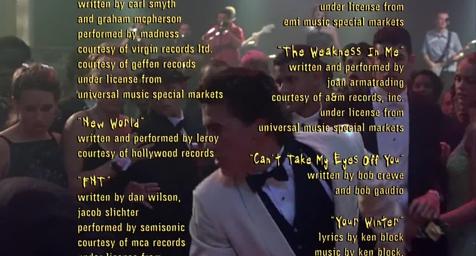 written by carl smyth
and graham mcpherson
performed by madness
courtesy of virgin records ltd.
courtesy of geffen records
under license from
universal music special markets
"New World"
written and performed by leroy
courtesy of hollywood records
"FNT"
written by dan wilson,
jacob slichter
performed by semisonic
courtesy of mca records
under license from
under license from
emi music special markets
"The Weakness In Me"
written and performed by
joan armatrading
courtesy of a&m records, inc.
under license from
universal music special markets
"Can't Take My Eyes Off You"
written by bob crewe
and bob gaudio
"Your Winter"
lyrics by ken block
music by ken block,